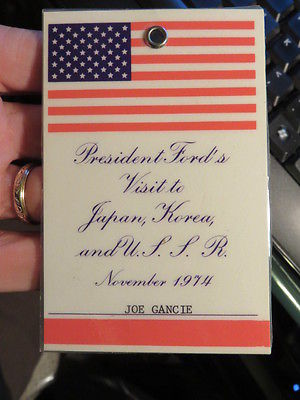 President Ford's
Visit to
Japan, Korea,
and U. S. S. R.
November 1974
JOE GANCIE